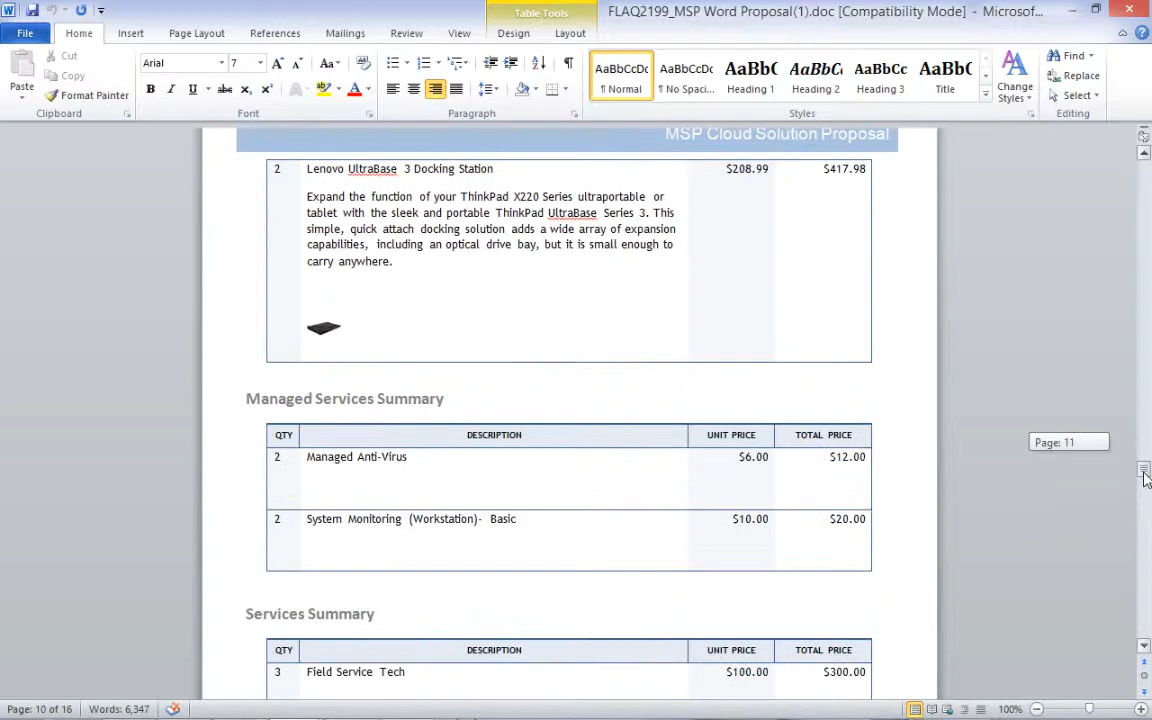 Table Tools
FLAQ2199_MSP Word Proposal(1).doc [Compatibility Mode] - Microsoft...
File Home Insert Page Layout References Mailings Review View Design Layout
Paste
Cut
Copy
Format Painter
Clipboard
Arial 7
Font
Paragraph
AaBbCcDc AaBbCcDc AaBbC AaBbCc AaBbCc AaBbC
¶ Normal ¶ No Spaci... Heading 1 Heading 2 Heading 3 Title
Change
Styles
Styles
Find
Replace
Select
Editing
MSP Cloud Solution Proposal
2 Lenovo UltraBase 3 Docking Station $208.99 $417.98
Expand the function of your ThinkPad X220 Series ultraportable or
tablet with the sleek and portable ThinkPad UltraBase Series 3. This
simple, quick attach docking solution adds a wide array of expansion
capabilities, including an optical drive bay, but it is small enough to
carry anywhere.
Managed Services Summary
QTY DESCRIPTION UNIT PRICE TOTAL PRICE
2 Managed Anti-Virus $6.00 $12.00
2 System Monitoring (Workstation)- Basic $10.00 $20.00
Services Summary
QTY DESCRIPTION UNIT PRICE TOTAL PRICE
3 Field Service Tech $100.00 $300.00
Page: 11
Page: 10 of 16 Words: 6,347 100%